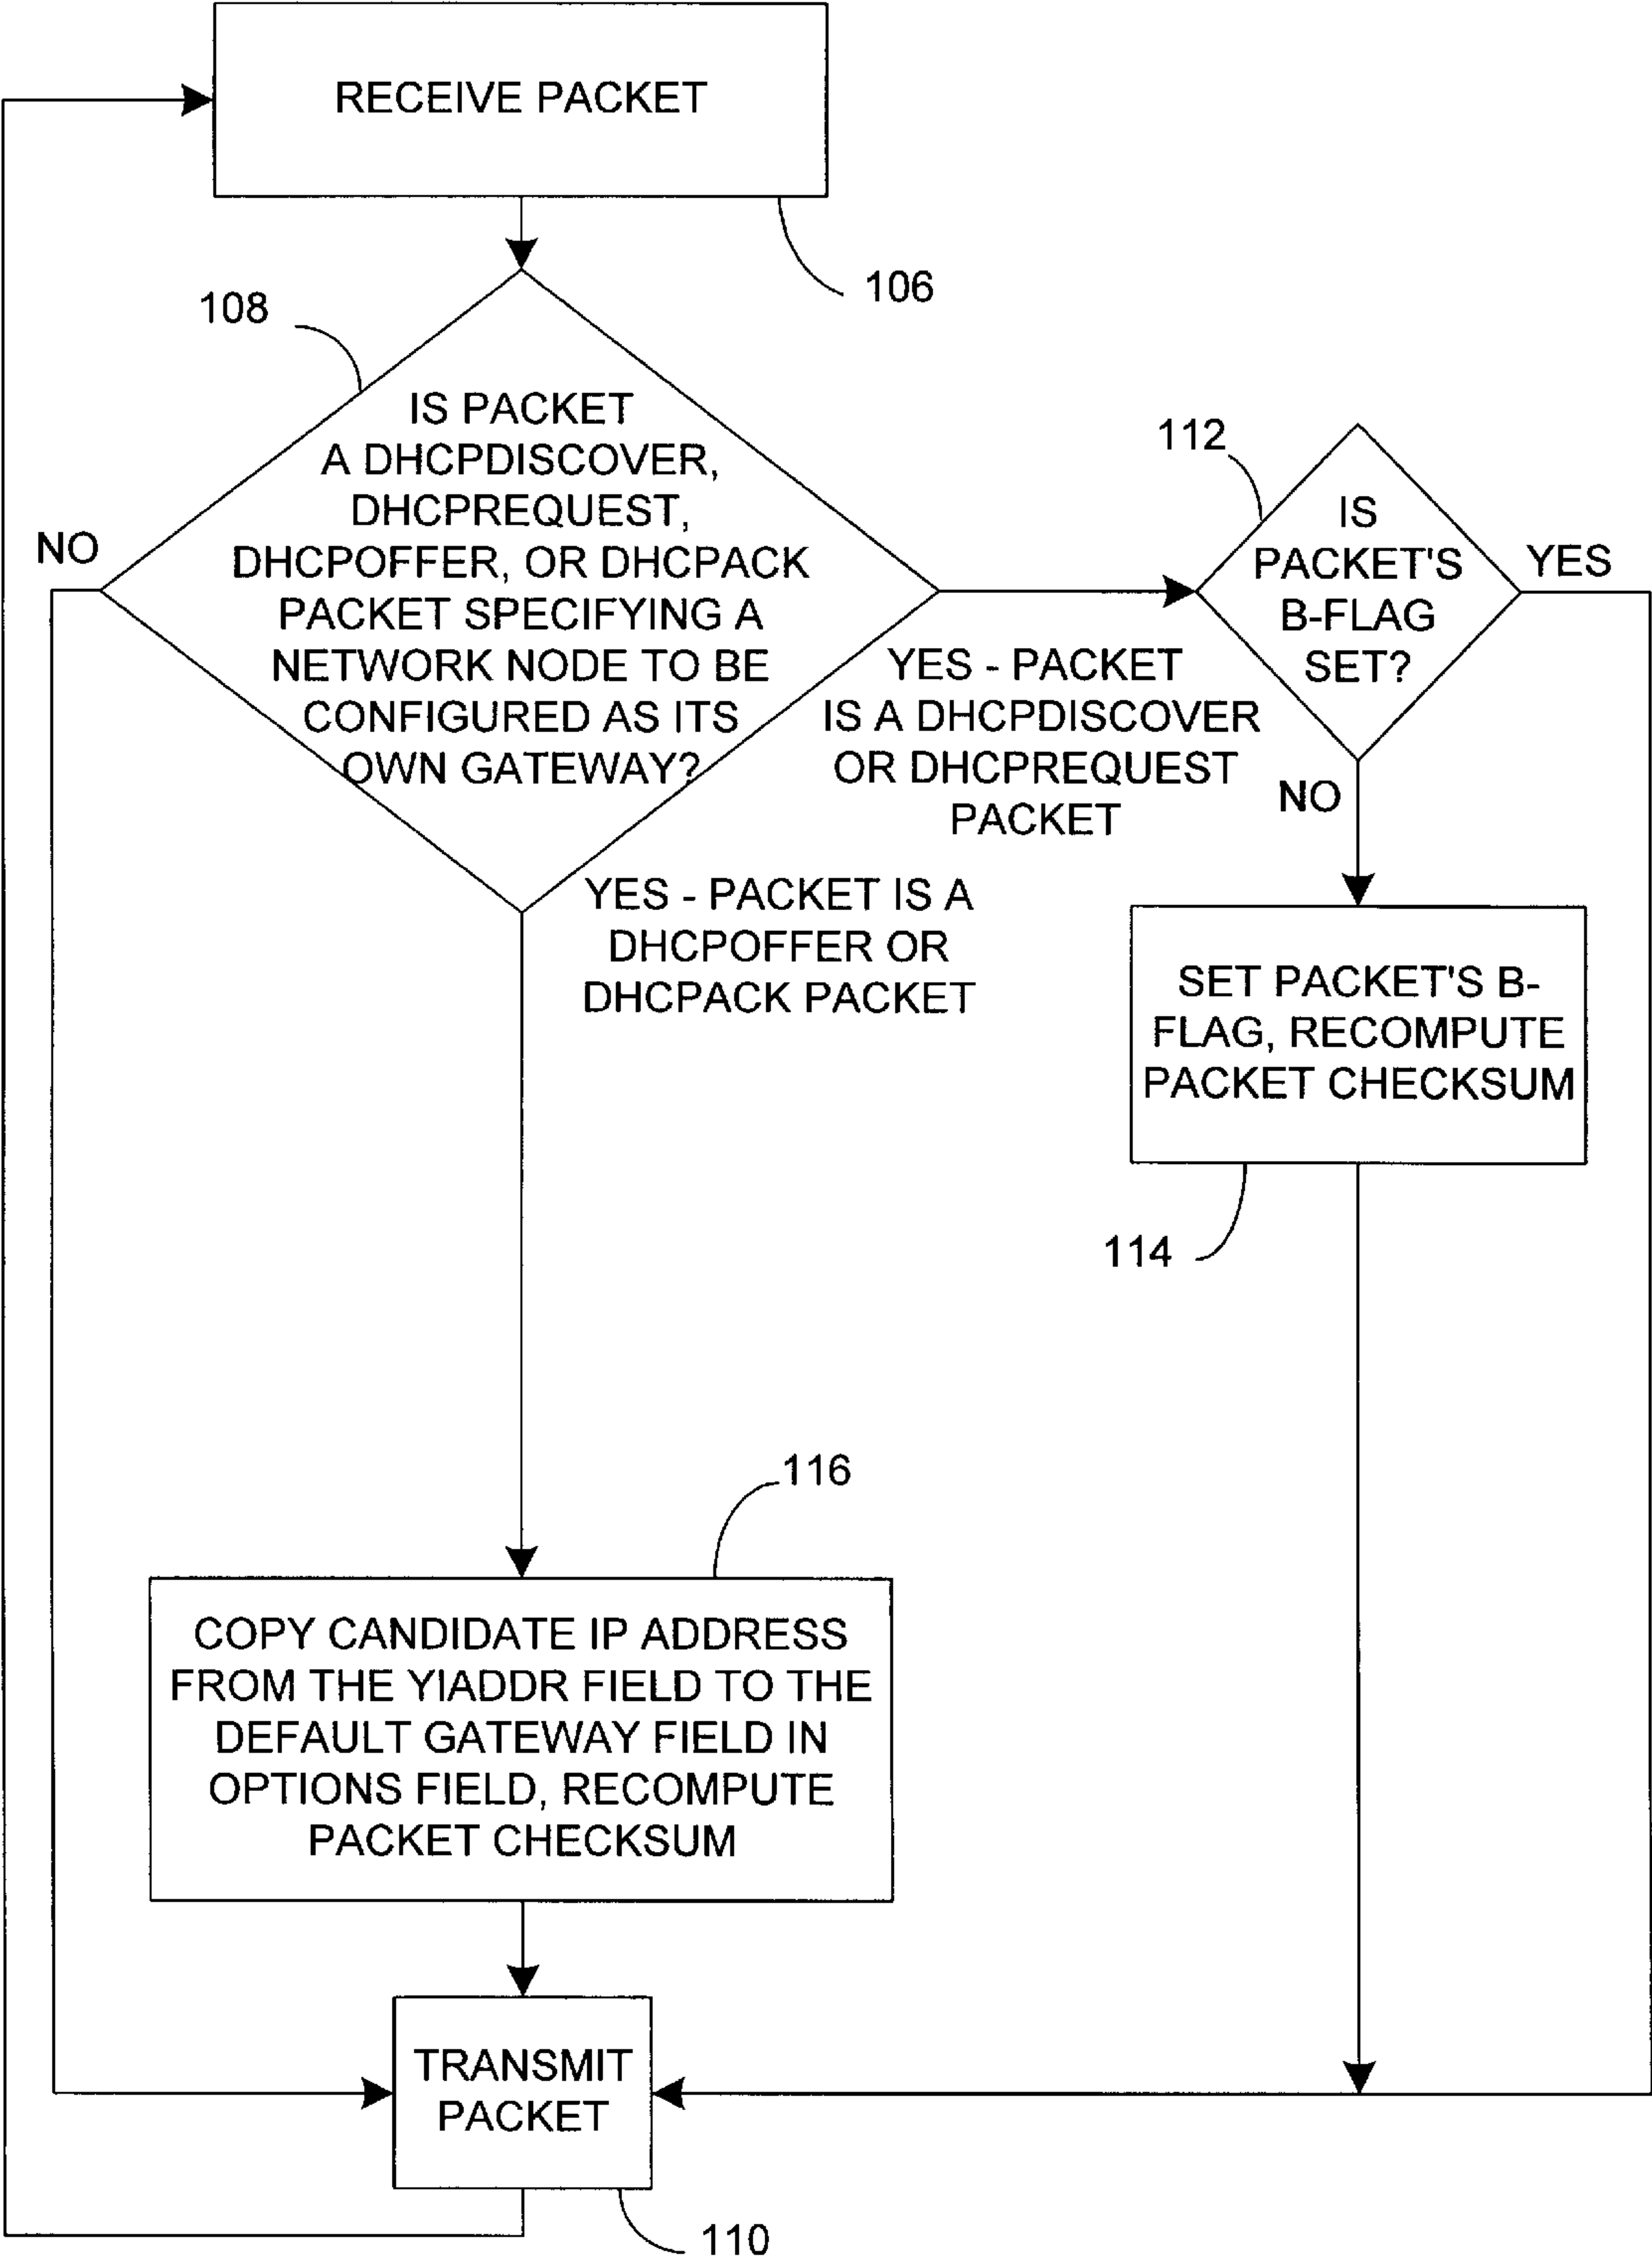 RECEIVE PACKET
106
108
IS PACKET
A DHCPDISCOVER,
DHCPREQUEST,
DHCPOFFER, OR DHCPACK
PACKET SPECIFYING A
NETWORK NODE TO BE
CONFIGURED AS ITS
OWN GATEWAY?
NO
112
IS
PACKET'S
B-FLAG
SET?
YES
YES - PACKET
IS A DHCPDISCOVER
OR DHCPREQUEST
PACKET
NO
YES - PACKET IS A
DHCPOFFER OR
DHCPACK PACKET
SET PACKET'S B-
FLAG, RECOMPUTE
PACKET CHECKSUM
114
116
COPY CANDIDATE IP ADDRESS
FROM THE YIADDR FIELD TO THE
DEFAULT GATEWAY FIELD IN
OPTIONS FIELD, RECOMPUTE
PACKET CHECKSUM
TRANSMIT
PACKET
110